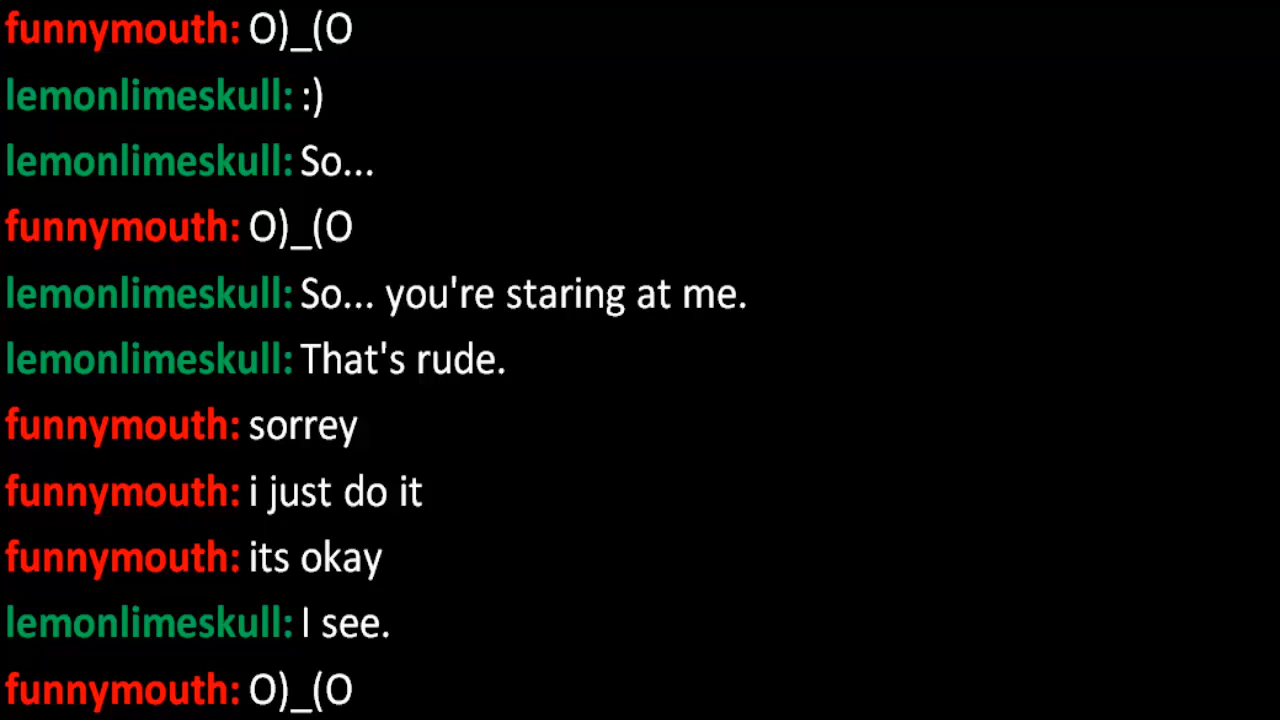 funnymouth: O)_(O
lemonlimeskull: :)
lemonlimeskull: So...
funnymouth: O)_(O
lemonlimeskull: So... you're staring at me.
lemonlimeskull: That's rude.
funnymouth: sorrey
funnymouth: i just do it
funnymouth: its okay
lemonlimeskull: I see.
funnymouth: O)_(O